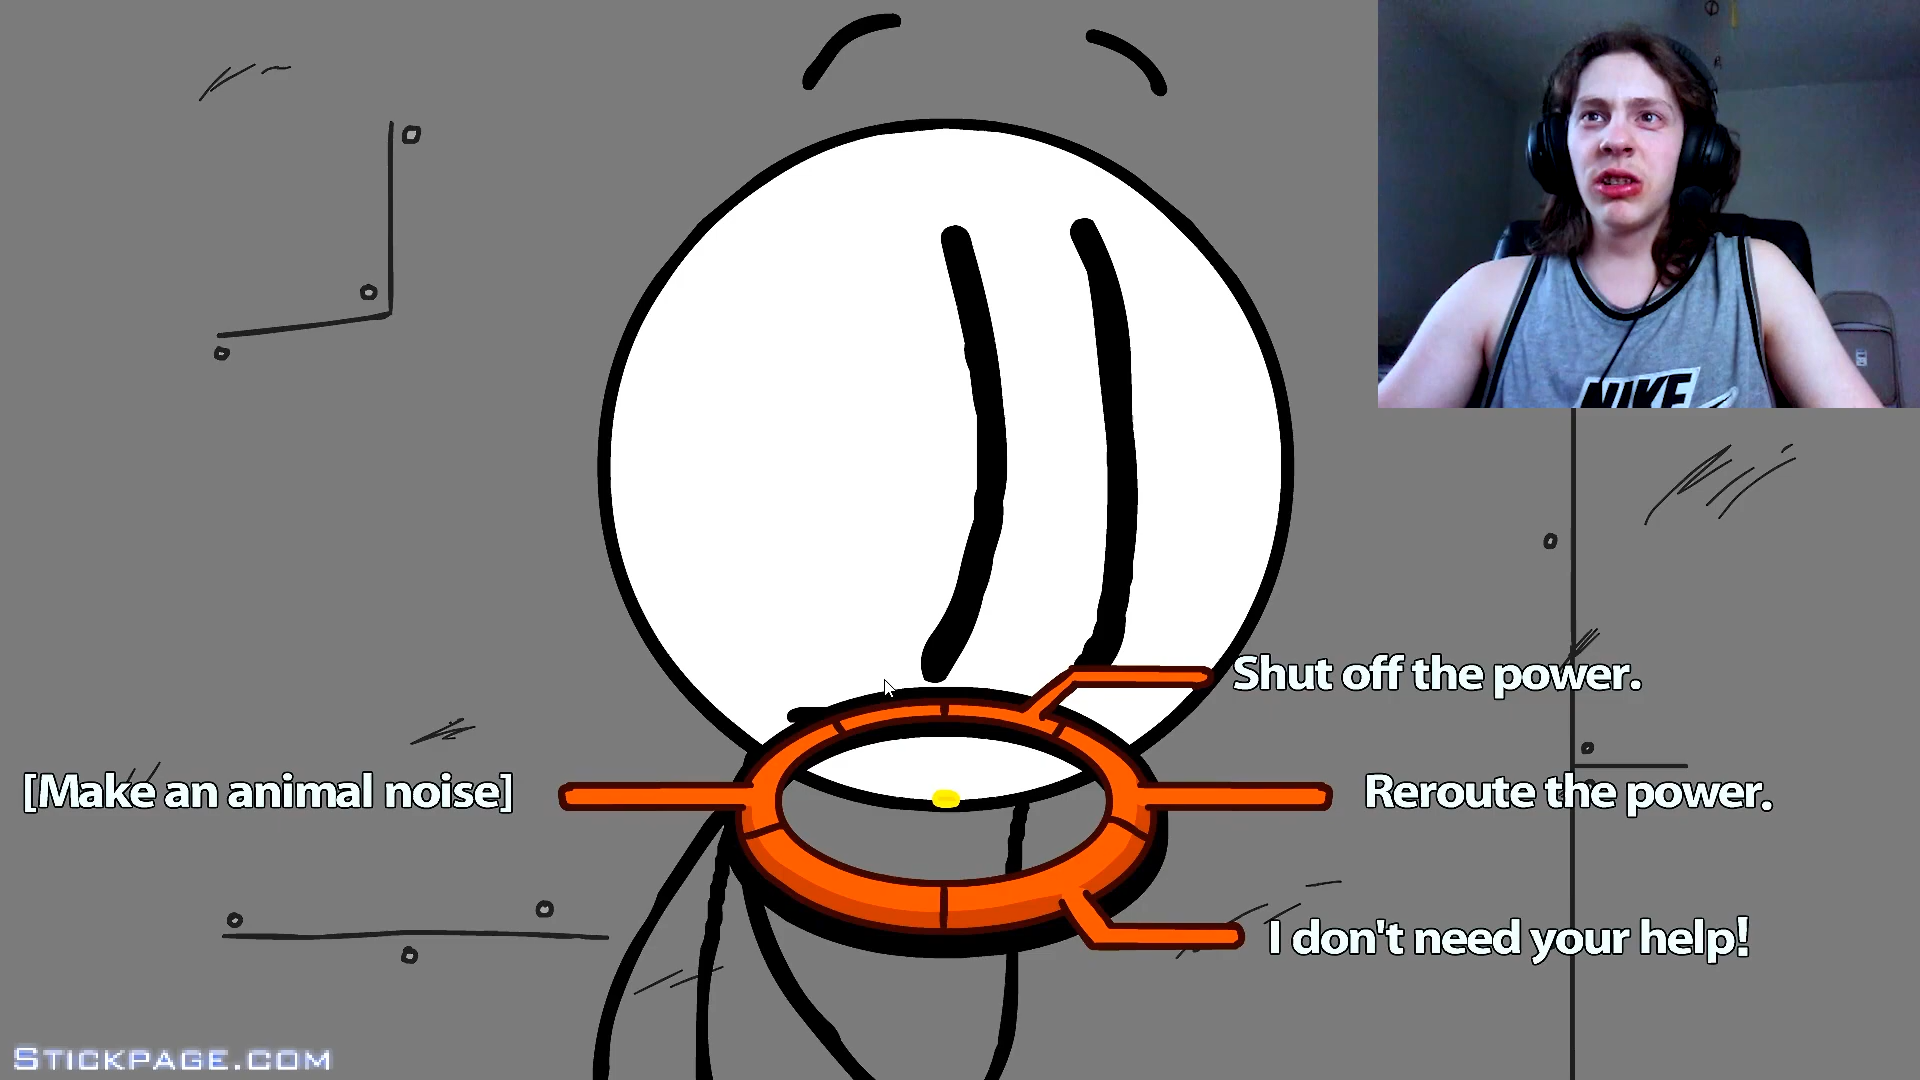 NIKE
Shut off the power.
[Make an animal noise]
Reroute the power.
I don't need your help!
STICKPAGE.COM